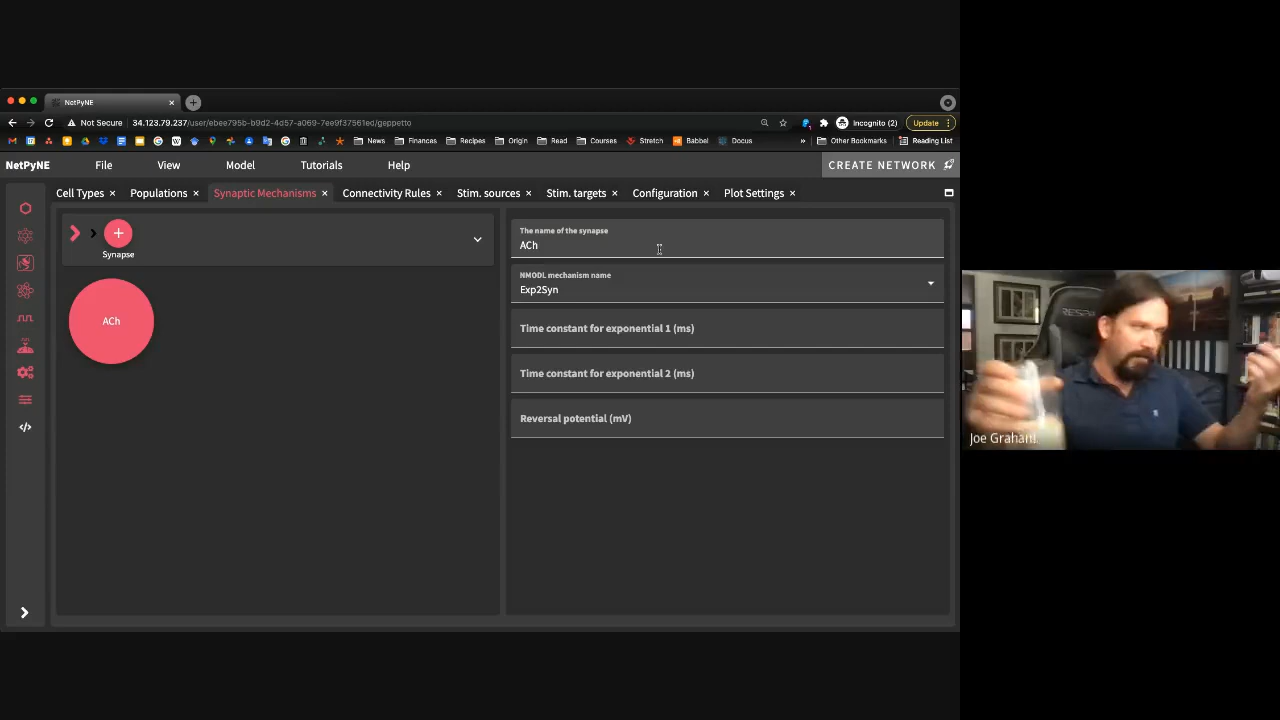 NetPyNE
Not Secure 34.123.79.237/user/ebee795b-b9d2-4d57-a069-7ee9f37561ed/geppetto Incognito (2) Update
News Finances Recipes Origin Read Courses Stretch Babbel Docus » Other Bookmarks Reading List
NetPyNE File View Model Tutorials Help CREATE NETWORK
Cell Types Populations Synaptic Mechanisms Connectivity Rules Stim. sources Stim. targets Configuration Plot Settings
Synapse
ACh
The name of the synapse
ACh
NMODL mechanism name
Exp2Syn
Time constant for exponential 1 (ms)
Time constant for exponential 2 (ms)
Reversal potential (mV)
Joe Graham